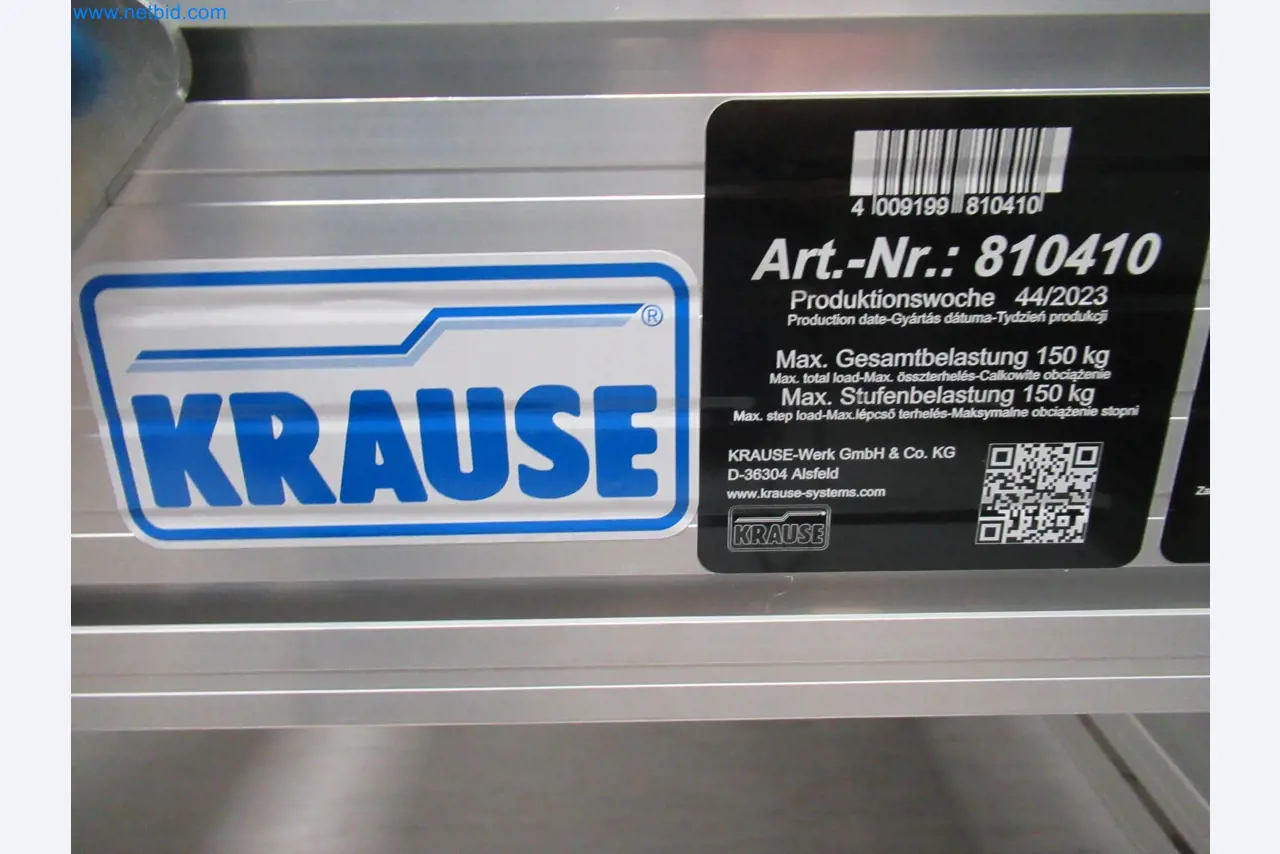 www.netbid.com
KRAUSE
®
4 009199 810410
Art.-Nr.: 810410
Produktionswoche 44/2023
Production date-Gyártás dátuma-Tydzień produkcji
Max. Gesamtbelastung 150 kg
Max. total load-Max. összterhelés-Całkowite obciążenie
Max. Stufenbelastung 150 kg
Max. step load-Max.lépcső terhelés-Maksymalne obciążenie stopni
KRAUSE-Werk GmbH & Co. KG
D-36304 Alsfeld
www.krause-systems.com
KRAUSE